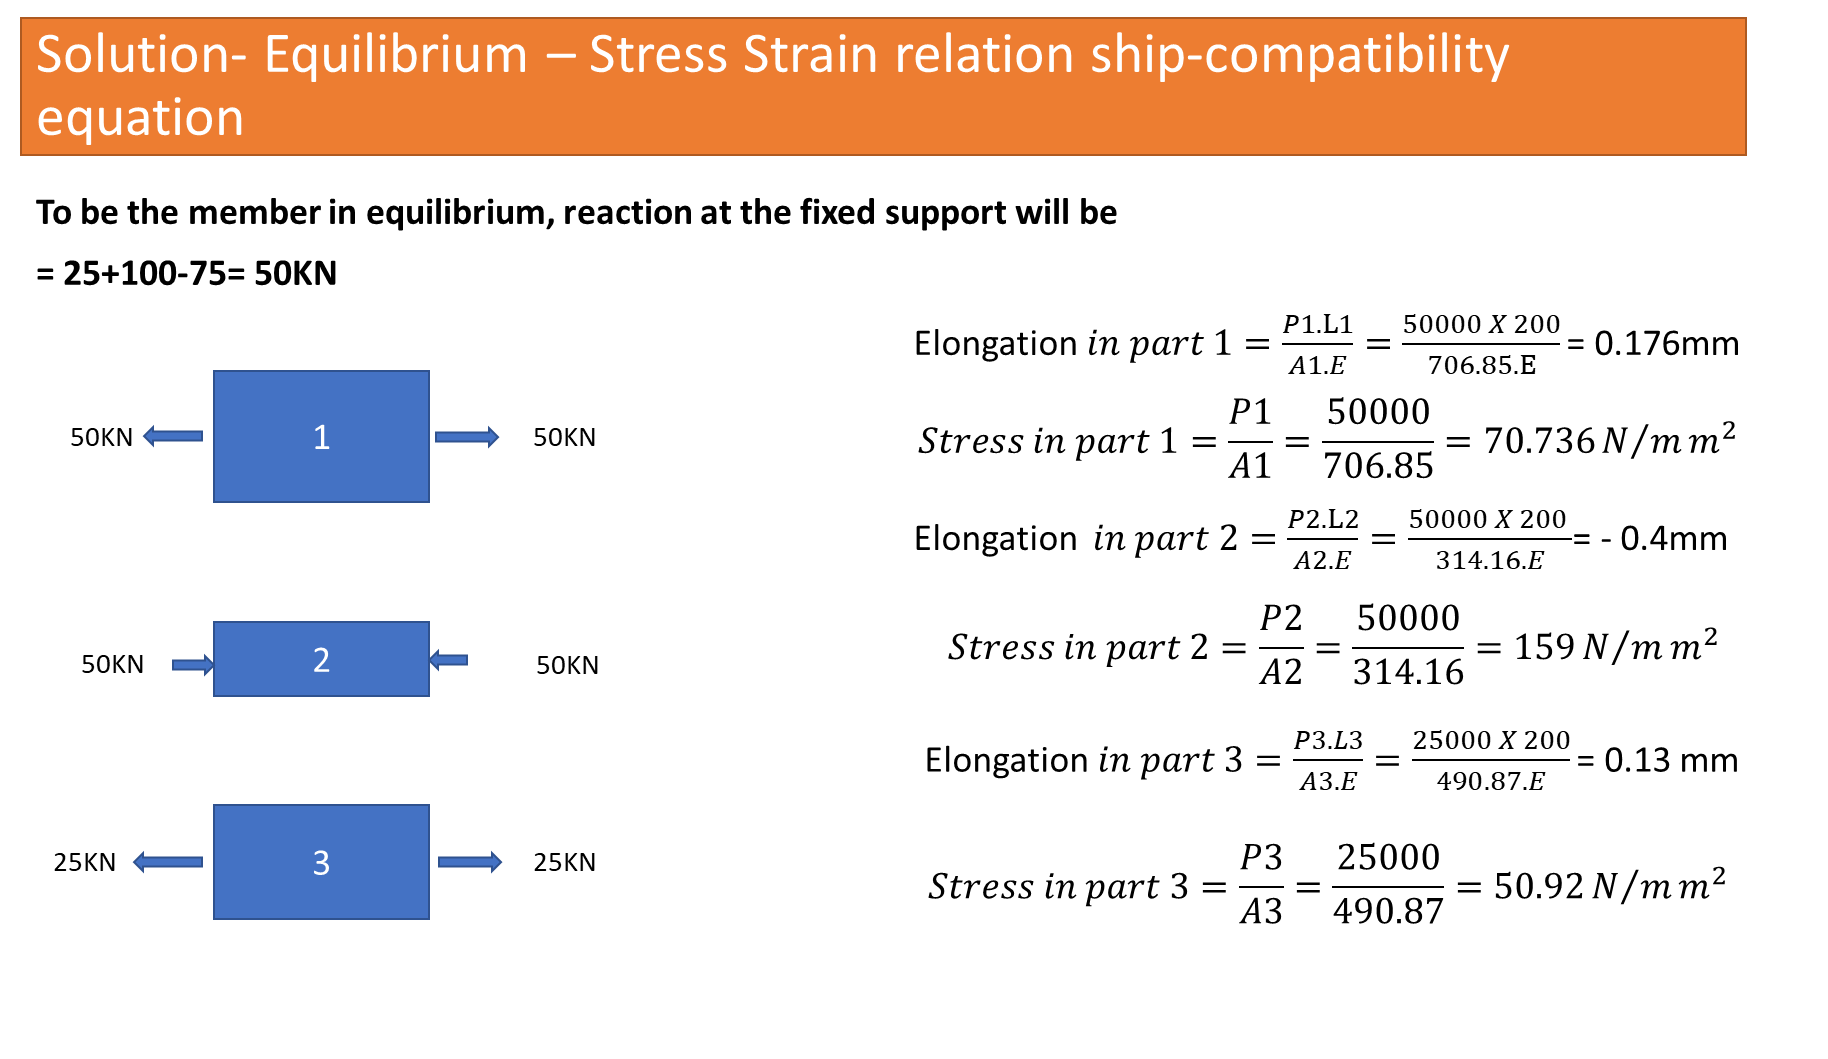 Solution- Equilibrium – Stress Strain relation ship-compatibility
equation
To be the member in equilibrium, reaction at the fixed support will be
= 25+100-75= 50KN
50KN
1
50KN
50KN
2
50KN
25KN
3
25KN
Elongation in part 1 = P1.L1/A1.E = 50000 X 200/706.85.E = 0.176mm
Stress in part 1 = P1/A1 = 50000/706.85 = 70.736 N/mm²
Elongation in part 2 = P2.L2/A2.E = 50000 X 200/314.16.E = - 0.4mm
Stress in part 2 = P2/A2 = 50000/314.16 = 159 N/mm²
Elongation in part 3 = P3.L3/A3.E = 25000 X 200/490.87.E = 0.13 mm
Stress in part 3 = P3/A3 = 25000/490.87 = 50.92 N/mm²